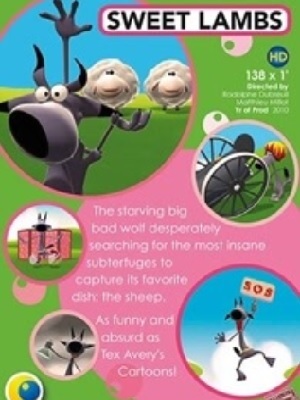 SWEET LAMBS
HD
138 x 1'
Directed by
Rodolphe Dubreuil
Matthieu Millot
Yr of Prod 2010
The starving big
bad wolf desperately
searching for the most insane
subterfuges to
capture its favorite
dish: the sheep.
As funny and
absurd as
Tex Avery's
Cartoons!
SOS